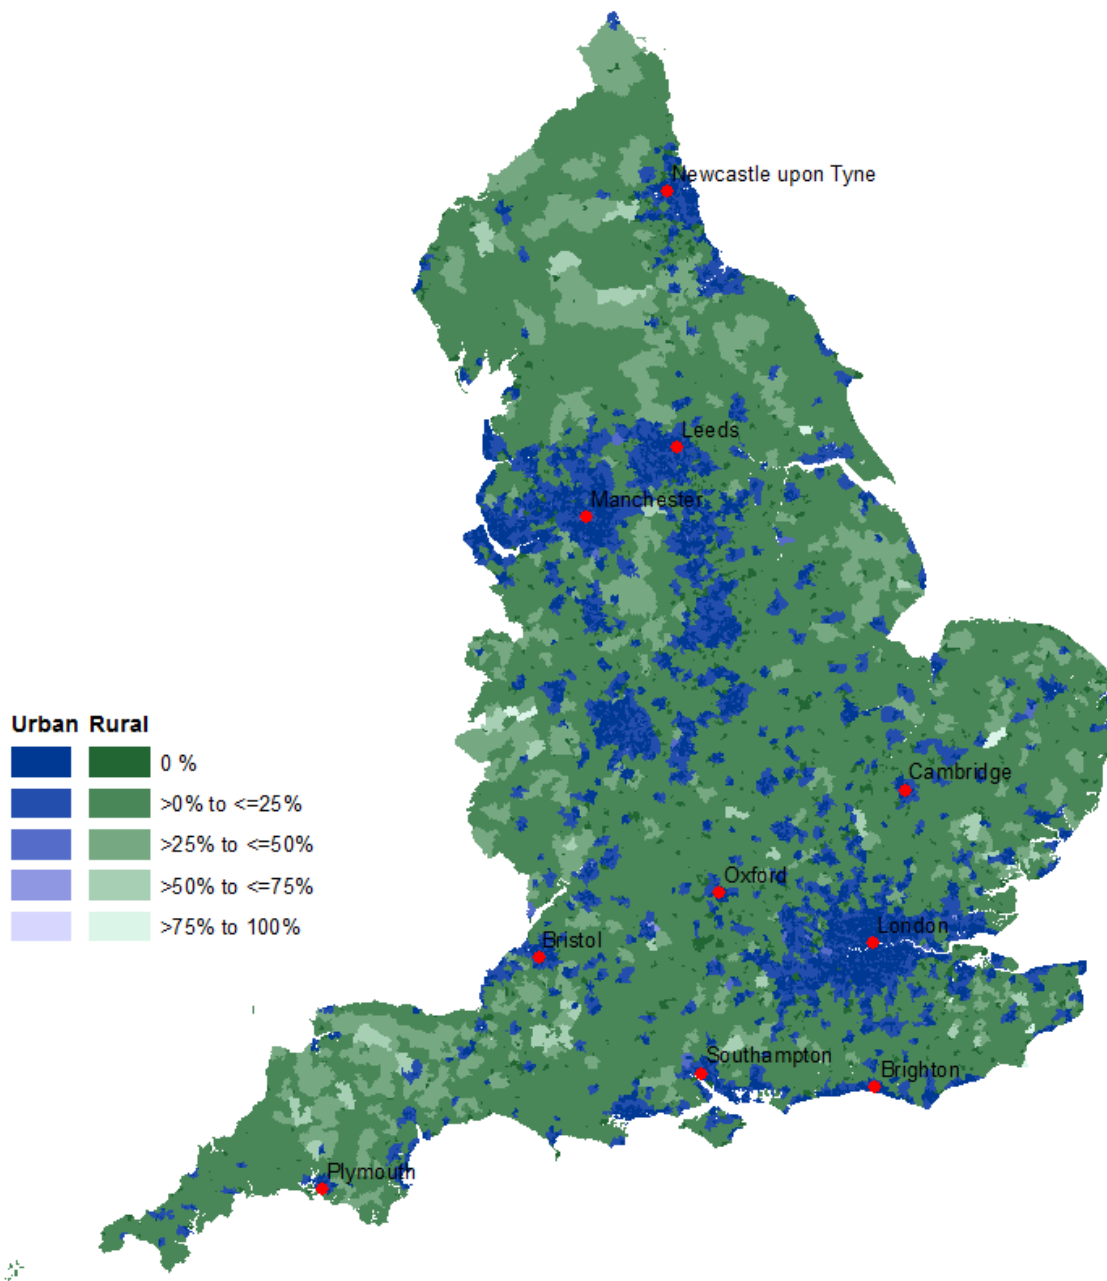 Newcastle upon Tyne
Leeds
Manchester
Urban Rural
0 %
>0% to <=25%
>25% to <=50%
>50% to <=75%
>75% to 100%
Cambridge
Oxford
London
Bristol
Southampton
Brighton
Plymouth